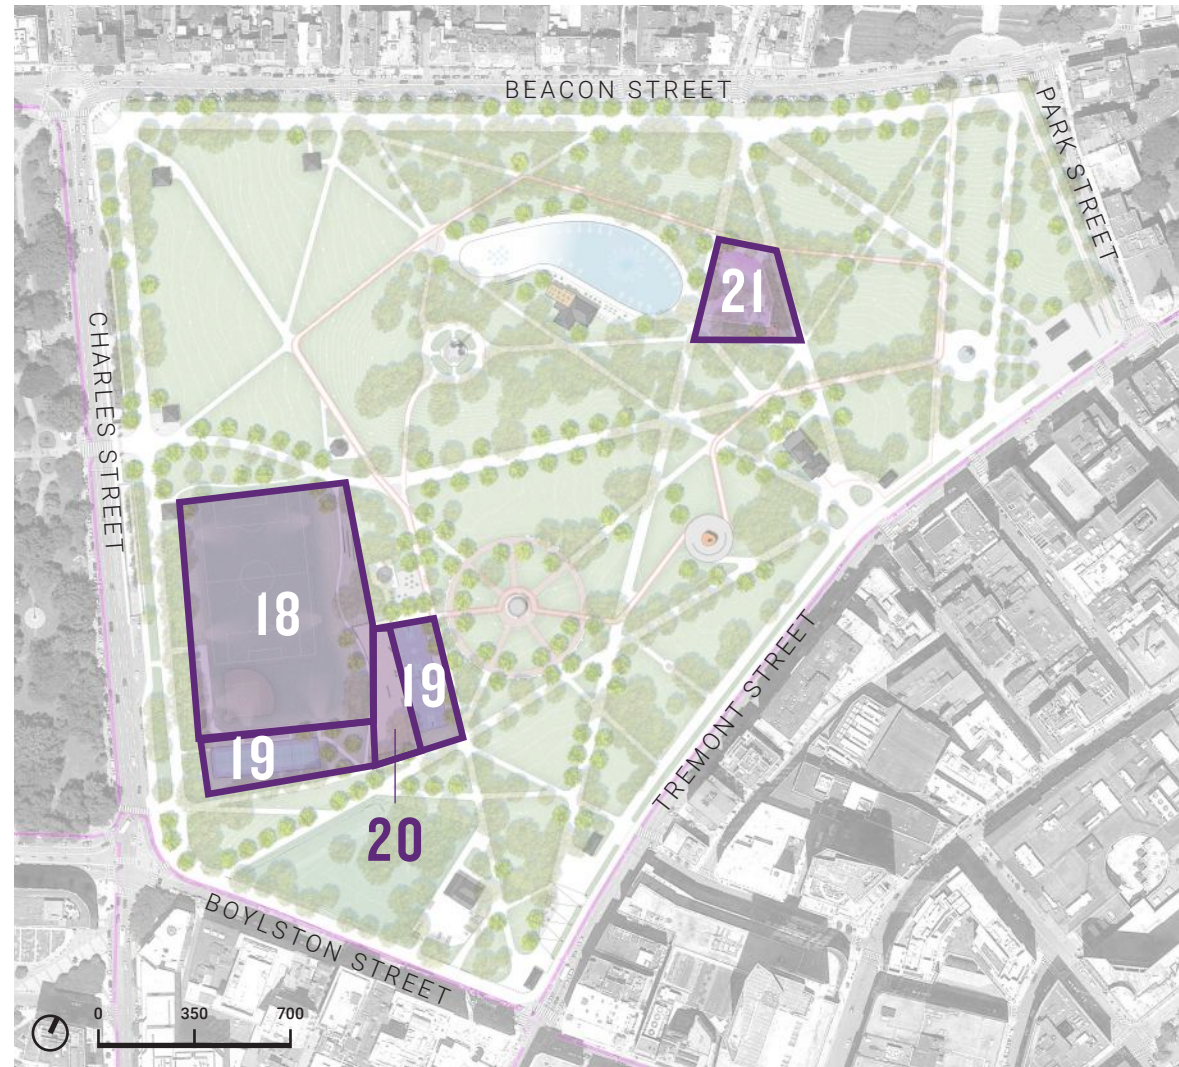 BEACON STREET
PARK STREET
21
CHARLES STREET
18
19
19
20
TREMONT STREET
BOYLSTON STREET
0 350 700